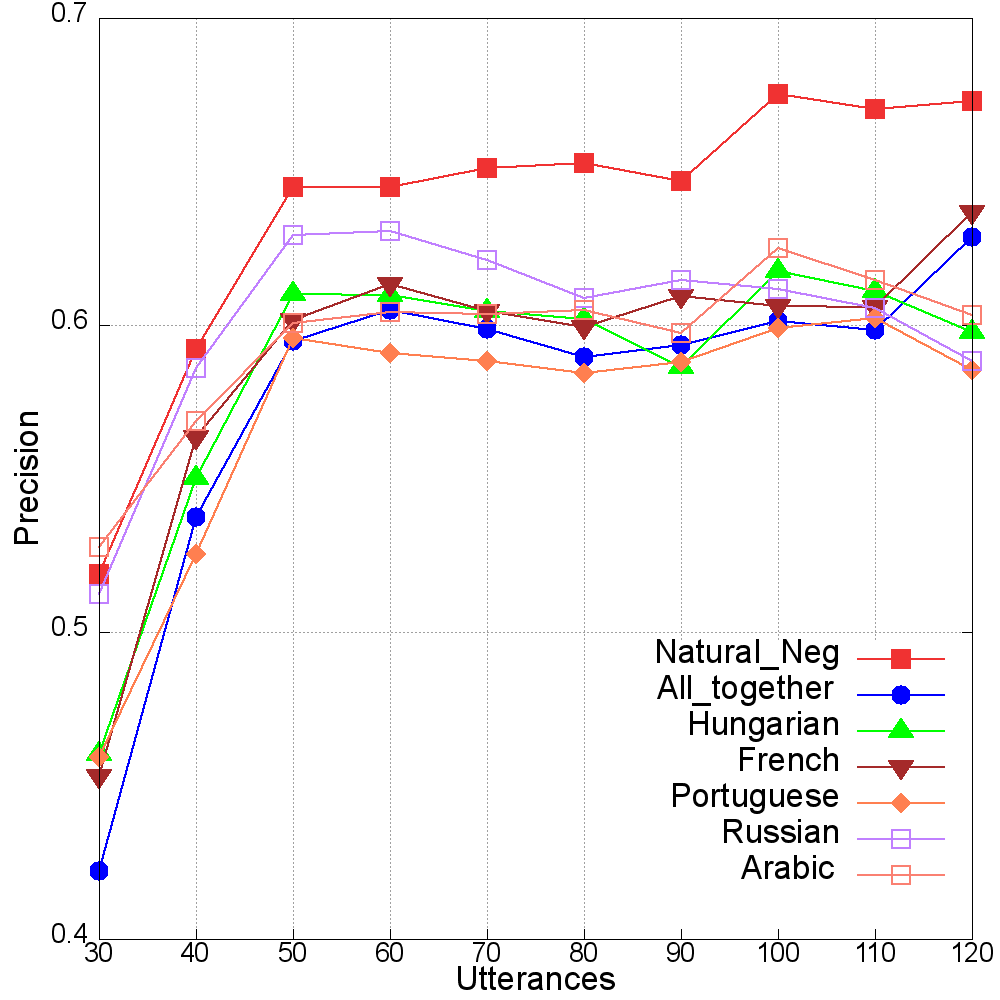 0.7
0.6
0.5
0.4
Precision
30 40 50 60 70 80 90 100 110 120
Utterances
Natural_Neg
All_together
Hungarian
French
Portuguese
Russian
Arabic